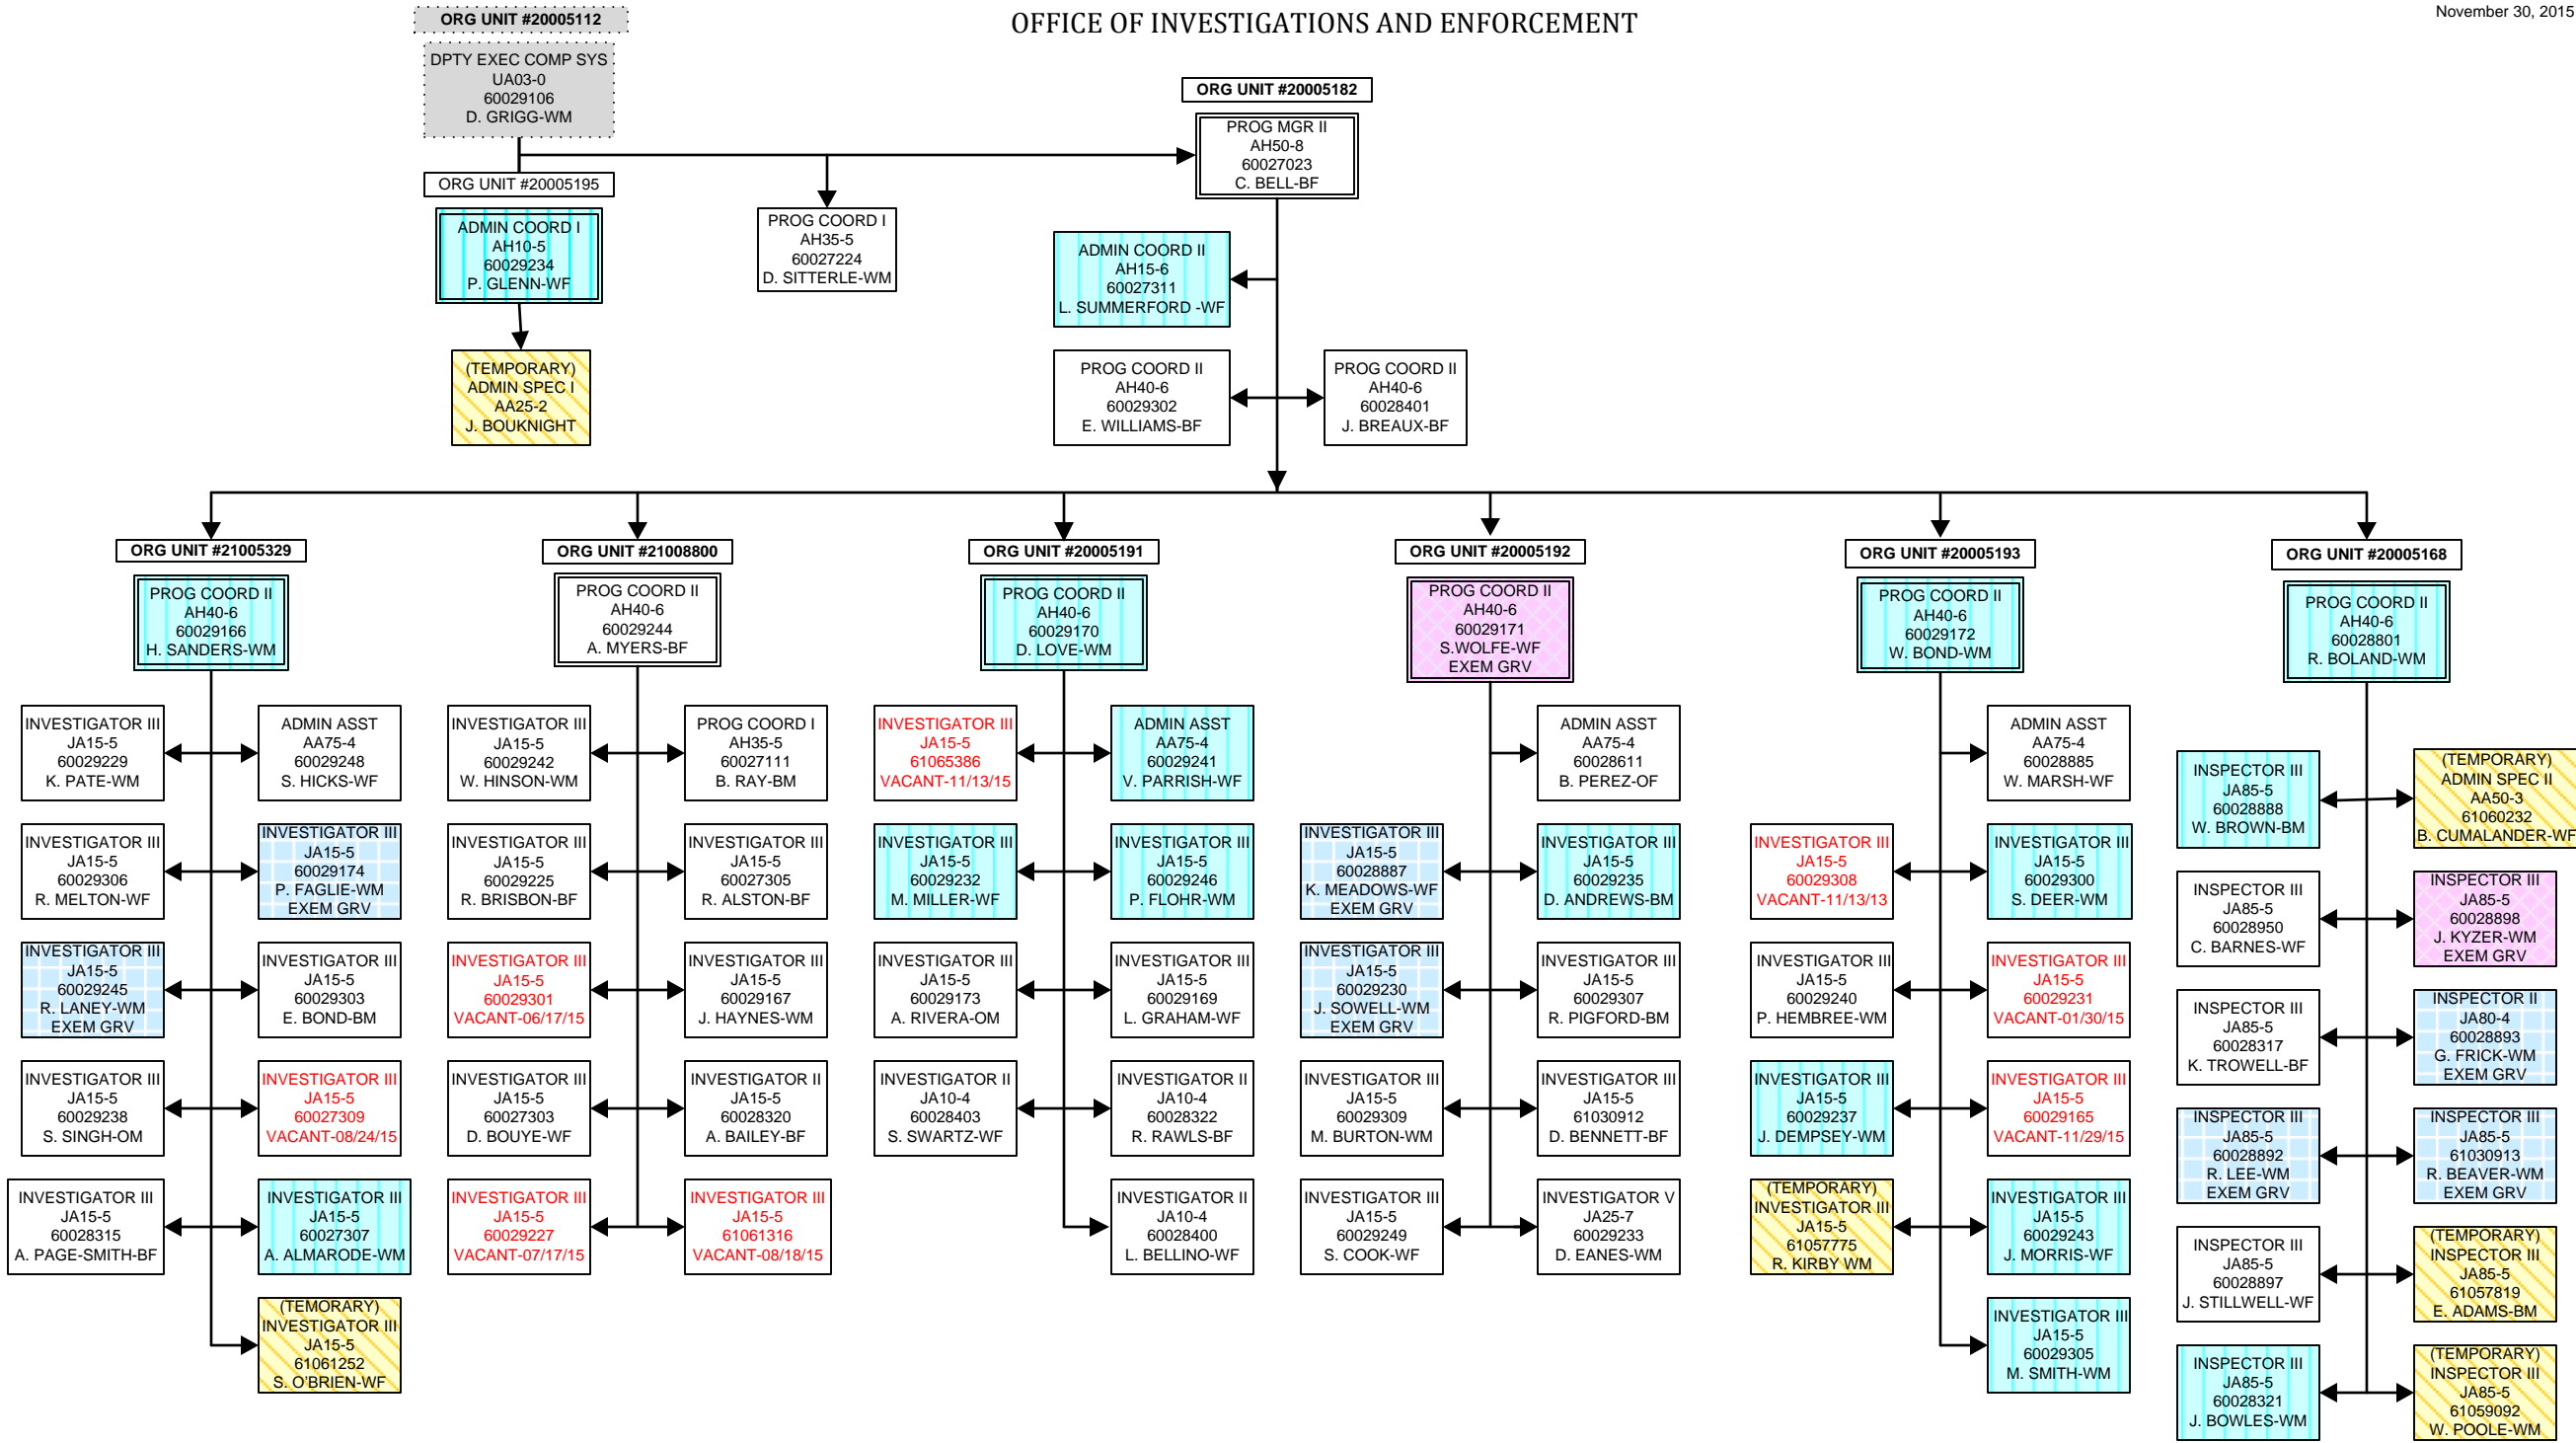 ORG UNIT #20005112
OFFICE OF INVESTIGATIONS AND ENFORCEMENT
November 30, 2015
DPTY EXEC COMP SYS
UA03-0
60029106
D. GRIGG-WM
ORG UNIT #20005182
PROG MGR II
AH50-8
60027023
C. BELL-BF
ORG UNIT #20005195
ADMIN COORD I
AH10-5
60029234
P. GLENN-WF
PROG COORD I
AH35-5
60027224
D. SITTERLE-WM
ADMIN COORD II
AH15-6
60027311
L. SUMMERFORD -WF
(TEMPORARY)
ADMIN SPEC I
AA25-2
J. BOUKNIGHT
PROG COORD II
AH40-6
60029302
E. WILLIAMS-BF
PROG COORD II
AH40-6
60028401
J. BREAUX-BF
ORG UNIT #21005329
PROG COORD II
AH40-6
60029166
H. SANDERS-WM
INVESTIGATOR III
JA15-5
60029229
K. PATE-WM
ADMIN ASST
AA75-4
60029248
S. HICKS-WF
INVESTIGATOR III
JA15-5
60029306
R. MELTON-WF
INVESTIGATOR III
JA15-5
60029174
P. FAGLIE-WM
EXEM GRV
INVESTIGATOR III
JA15-5
60029245
R. LANEY-WM
EXEM GRV
INVESTIGATOR III
JA15-5
60029303
E. BOND-BM
INVESTIGATOR III
JA15-5
60029238
S. SINGH-OM
INVESTIGATOR III
JA15-5
60027309
VACANT-08/24/15
INVESTIGATOR III
JA15-5
60028315
A. PAGE-SMITH-BF
INVESTIGATOR III
JA15-5
60027307
A. ALMARODE-WM
(TEMORARY)
INVESTIGATOR III
JA15-5
61061252
S. O'BRIEN-WF
ORG UNIT #21008800
PROG COORD II
AH40-6
60029244
A. MYERS-BF
INVESTIGATOR III
JA15-5
60029242
W. HINSON-WM
PROG COORD I
AH35-5
60027111
B. RAY-BM
INVESTIGATOR III
JA15-5
60029225
R. BRISBON-BF
INVESTIGATOR III
JA15-5
60027305
R. ALSTON-BF
INVESTIGATOR III
JA15-5
60029301
VACANT-06/17/15
INVESTIGATOR III
JA15-5
60029167
J. HAYNES-WM
INVESTIGATOR III
JA15-5
60027303
D. BOUYE-WF
INVESTIGATOR II
JA15-5
60028320
A. BAILEY-BF
INVESTIGATOR III
JA15-5
60029227
VACANT-07/17/15
INVESTIGATOR III
JA15-5
61061316
VACANT-08/18/15
ORG UNIT #20005191
PROG COORD II
AH40-6
60029170
D. LOVE-WM
INVESTIGATOR III
JA15-5
61065386
VACANT-11/13/15
ADMIN ASST
AA75-4
60029241
V. PARRISH-WF
INVESTIGATOR III
JA15-5
60029232
M. MILLER-WF
INVESTIGATOR III
JA15-5
60029246
P. FLOHR-WM
INVESTIGATOR III
JA15-5
60029173
A. RIVERA-OM
INVESTIGATOR III
JA15-5
60029169
L. GRAHAM-WF
INVESTIGATOR II
JA10-4
60028403
S. SWARTZ-WF
INVESTIGATOR II
JA10-4
60028322
R. RAWLS-BF
INVESTIGATOR II
JA10-4
60028400
L. BELLINO-WF
ORG UNIT #20005192
PROG COORD II
AH40-6
60029171
S.WOLFE-WF
EXEM GRV
ADMIN ASST
AA75-4
60028611
B. PEREZ-OF
INVESTIGATOR III
JA15-5
60028887
K. MEADOWS-WF
EXEM GRV
INVESTIGATOR III
JA15-5
60029235
D. ANDREWS-BM
INVESTIGATOR III
JA15-5
60029230
J. SOWELL-WM
EXEM GRV
INVESTIGATOR III
JA15-5
60029307
R. PIGFORD-BM
INVESTIGATOR III
JA15-5
60029309
M. BURTON-WM
INVESTIGATOR III
JA15-5
61030912
D. BENNETT-BF
INVESTIGATOR III
JA15-5
60029249
S. COOK-WF
INVESTIGATOR V
JA25-7
60029233
D. EANES-WM
ORG UNIT #20005193
PROG COORD II
AH40-6
60029172
W. BOND-WM
ADMIN ASST
AA75-4
60028885
W. MARSH-WF
INVESTIGATOR III
JA15-5
60029308
VACANT-11/13/13
INVESTIGATOR III
JA15-5
60029300
S. DEER-WM
INVESTIGATOR III
JA15-5
60029240
P. HEMBREE-WM
INVESTIGATOR III
JA15-5
60029231
VACANT-01/30/15
INVESTIGATOR III
JA15-5
60029237
J. DEMPSEY-WM
INVESTIGATOR III
JA15-5
60029165
VACANT-11/29/15
(TEMPORARY)
INVESTIGATOR III
JA15-5
61057775
R. KIRBY WM
INVESTIGATOR III
JA15-5
60029243
J. MORRIS-WF
INVESTIGATOR III
JA15-5
60029305
M. SMITH-WM
ORG UNIT #20005168
PROG COORD II
AH40-6
60028801
R. BOLAND-WM
INSPECTOR III
JA85-5
60028888
W. BROWN-BM
(TEMPORARY)
ADMIN SPEC II
AA50-3
61060232
B. CUMALANDER-WF
INSPECTOR III
JA85-5
60028950
C. BARNES-WF
INSPECTOR III
JA85-5
60028898
J. KYZER-WM
EXEM GRV
INSPECTOR III
JA85-5
60028317
K. TROWELL-BF
INSPECTOR II
JA80-4
60028893
G. FRICK-WM
EXEM GRV
INSPECTOR III
JA85-5
60028892
R. LEE-WM
EXEM GRV
INSPECTOR III
JA85-5
61030913
R. BEAVER-WM
EXEM GRV
INSPECTOR III
JA85-5
60028897
J. STILLWELL-WF
(TEMPORARY)
INSPECTOR III
JA85-5
61057819
E. ADAMS-BM
INSPECTOR III
JA85-5
60028321
J. BOWLES-WM
(TEMPORARY)
INSPECTOR III
JA85-5
61059092
W. POOLE-WM